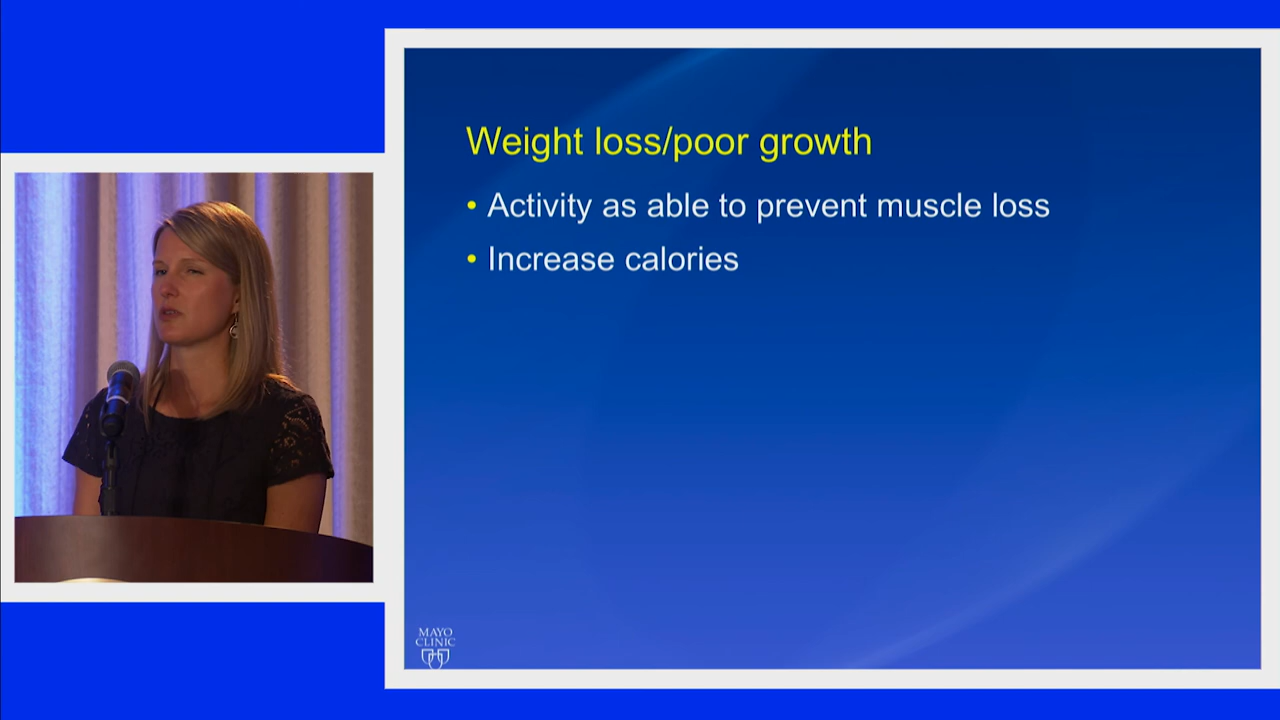 Weight loss/poor growth
• Activity as able to prevent muscle loss
• Increase calories
MAYO
CLINIC